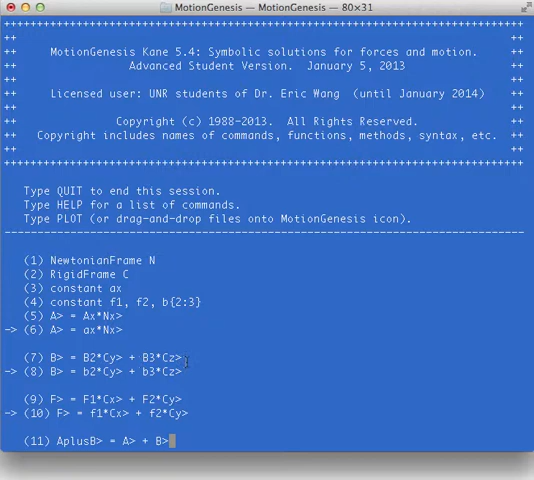 MotionGenesis — MotionGenesis — 80×31
++++++++++++++++++++++++++++++++++++++++++++++++++++++++++++++++++++++++++++++
++ ++
++ MotionGenesis Kane 5.4: Symbolic solutions for forces and motion. ++
++ Advanced Student Version. January 5, 2013 ++
++ ++
++ Licensed user: UNR students of Dr. Eric Wang (until January 2014) ++
++ ++
++ Copyright (c) 1988-2013. All Rights Reserved. ++
++ Copyright includes names of commands, functions, methods, syntax, etc. ++
++ ++
++++++++++++++++++++++++++++++++++++++++++++++++++++++++++++++++++++++++++++++
Type QUIT to end this session.
Type HELP for a list of commands.
Type PLOT (or drag-and-drop files onto MotionGenesis icon).
------------------------------------------------------------------------------
(1) NewtonianFrame N
(2) RigidFrame C
(3) constant ax
(4) constant f1, f2, b{2:3}
(5) A> = Ax*Nx>
-> (6) A> = ax*Nx>
(7) B> = B2*Cy> + B3*Cz>
-> (8) B> = b2*Cy> + b3*Cz>
(9) F> = F1*Cx> + F2*Cy>
-> (10) F> = f1*Cx> + f2*Cy>
(11) AplusB> = A> + B>